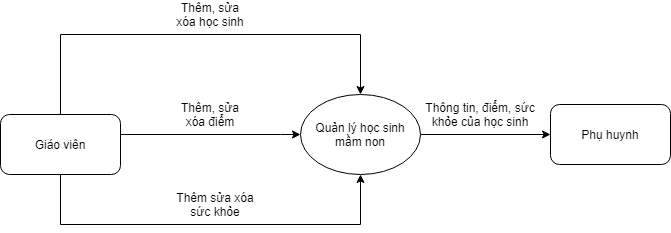 Thêm, sửa
xóa học sinh
Thêm, sửa
xóa điểm
Thông tin, điểm, sức
khỏe của học sinh
Giáo viên
Quản lý học sinh
mầm non
Phụ huynh
Thêm sửa xóa
sức khỏe